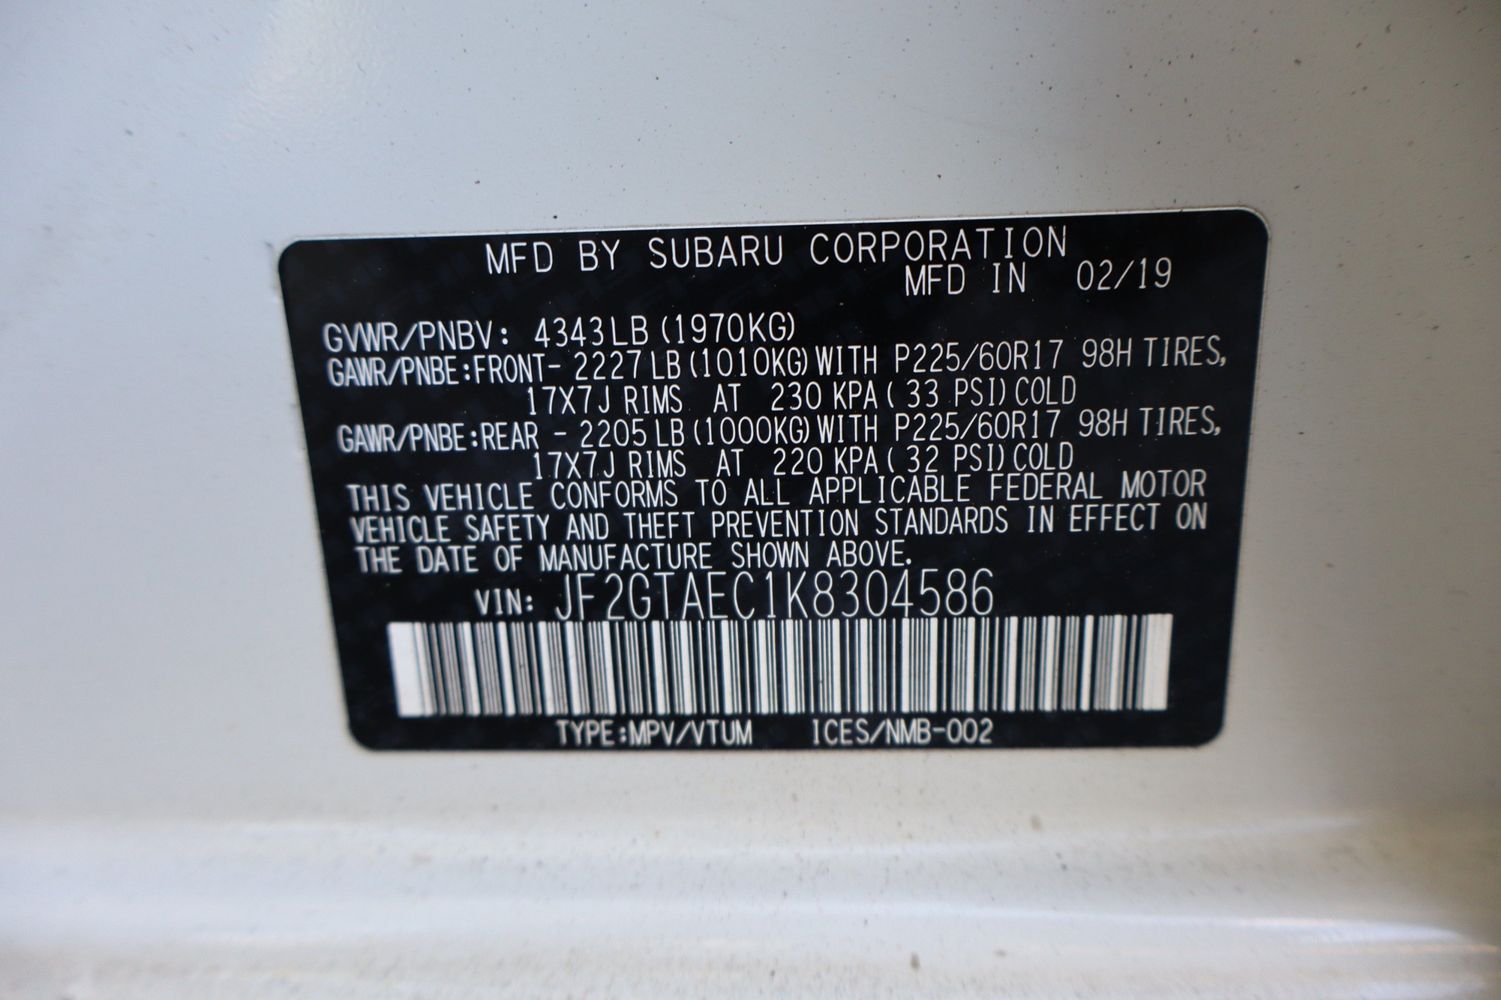 MFD BY SUBARU CORPORATION
MFD IN 02/19
GVWR/PNBV: 4343LB (1970KG)
GAWR/PNBE:FRONT- 2227 LB (1010KG) WITH P225/60R17 98H TIRES,
17X7J RIMS AT 230 KPA ( 33 PSI) COLD
GAWR/PNBE:REAR - 2205 LB (1000KG) WITH P225/60R17 98H TIRES,
17X7J RIMS AT 220 KPA ( 32 PSI) COLD
THIS VEHICLE CONFORMS TO ALL APPLICABLE FEDERAL MOTOR
VEHICLE SAFETY AND THEFT PREVENTION STANDARDS IN EFFECT ON
THE DATE OF MANUFACTURE SHOWN ABOVE.
VIN: JF2GTAEC1K8304586
TYPE:MPV/VTUM ICES/NMB-002